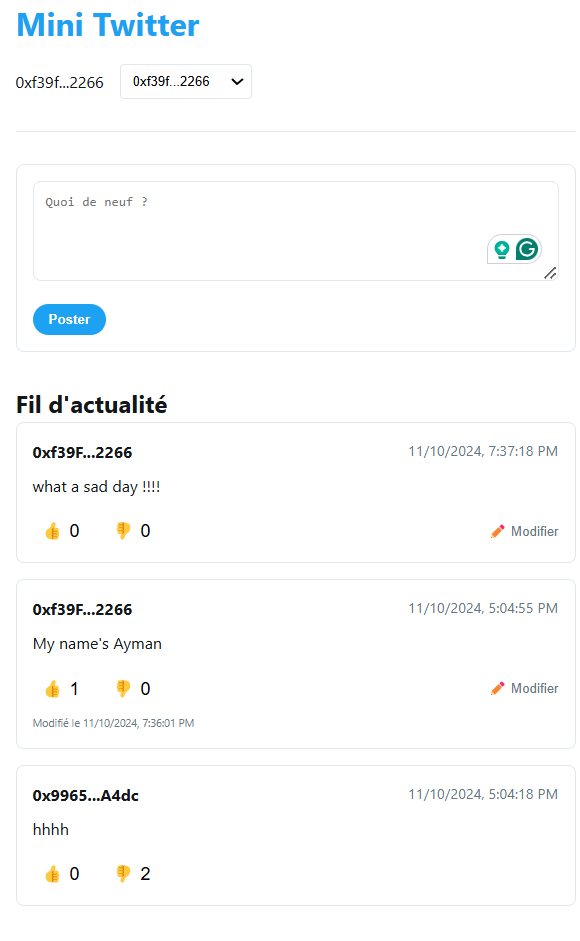 Mini Twitter
0xf39f...2266 0xf39f...2266
Quoi de neuf ?
Poster
Fil d'actualité
0xf39F...2266 11/10/2024, 7:37:18 PM
what a sad day !!!!
0 0 Modifier
0xf39F...2266 11/10/2024, 5:04:55 PM
My name's Ayman
1 0 Modifier
Modifié le 11/10/2024, 7:36:01 PM
0x9965...A4dc 11/10/2024, 5:04:18 PM
hhhh
0 2